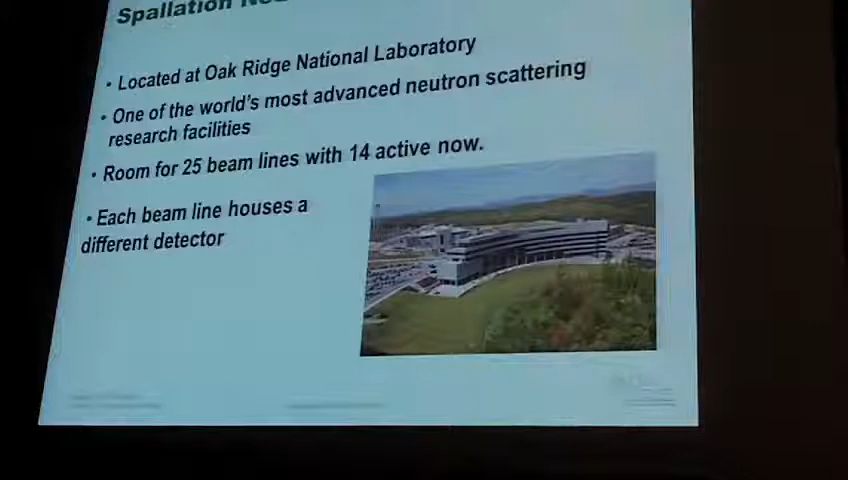 Spallation
• Located at Oak Ridge National Laboratory
• One of the world's most advanced neutron scattering
research facilities
• Room for 25 beam lines with 14 active now.
• Each beam line houses a
different detector